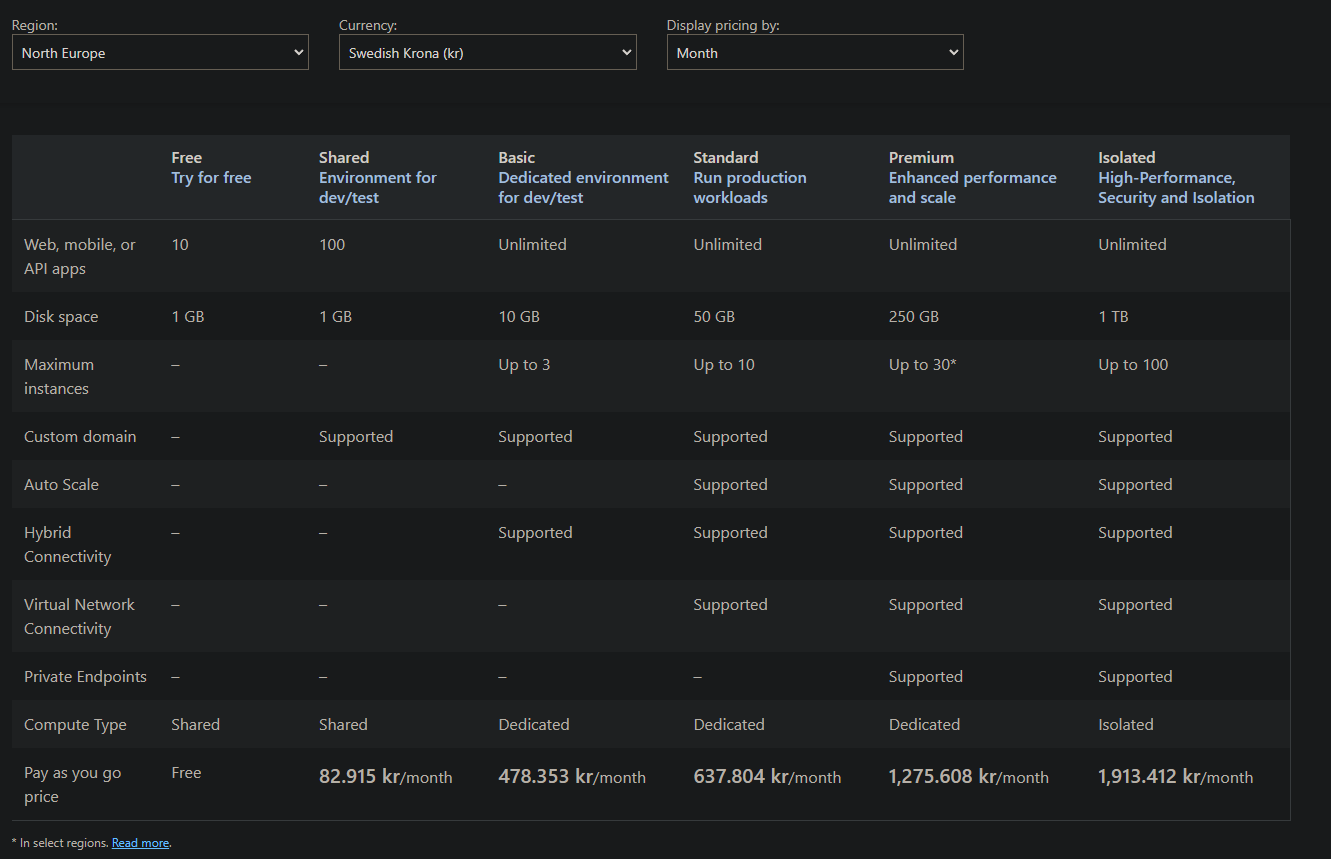 Region: Currency: Display pricing by:
North Europe Swedish Krona (kr) Month
Free Shared Basic Standard Premium Isolated
Try for free Environment for Dedicated environment Run production Enhanced performance High-Performance,
dev/test for dev/test workloads and scale Security and Isolation
Web, mobile, or 10 100 Unlimited Unlimited Unlimited Unlimited
API apps
Disk space 1 GB 1 GB 10 GB 50 GB 250 GB 1 TB
Maximum – – Up to 3 Up to 10 Up to 30* Up to 100
instances
Custom domain – Supported Supported Supported Supported Supported
Auto Scale – – – Supported Supported Supported
Hybrid – – Supported Supported Supported Supported
Connectivity
Virtual Network – – – Supported Supported Supported
Connectivity
Private Endpoints – – – – Supported Supported
Compute Type Shared Shared Dedicated Dedicated Dedicated Isolated
Pay as you go Free 82.915 kr/month 478.353 kr/month 637.804 kr/month 1,275.608 kr/month 1,913.412 kr/month
price
* In select regions. Read more.